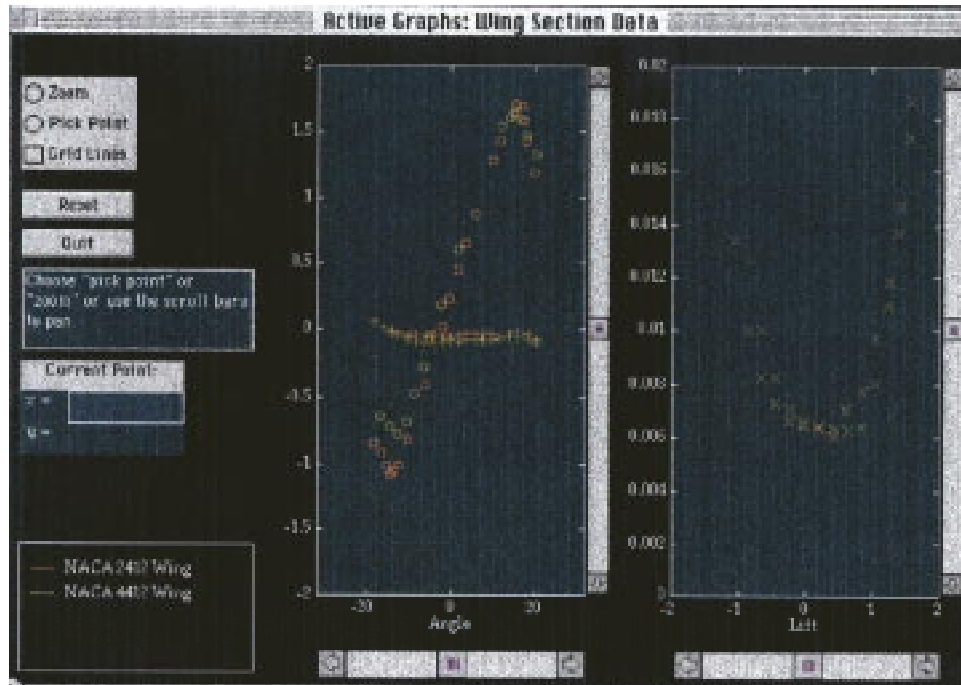 Active Graphs: Wing Section Data
Zoom
Pick Point
Grid Lines
Reset
Quit
Choose "pick point" or
"zoom" or use the scroll bars
to pan.
Current Point:
x =
y =
NACA 2412 Wing
NACA 4412 Wing
2
1.5
1
0.5
0
-0.5
-1
-1.5
-2
-20 0 20
Angle
0.02
0.018
0.016
0.014
0.012
0.01
0.008
0.006
0.004
0.002
0
-2 -1 0 1 2
Lift